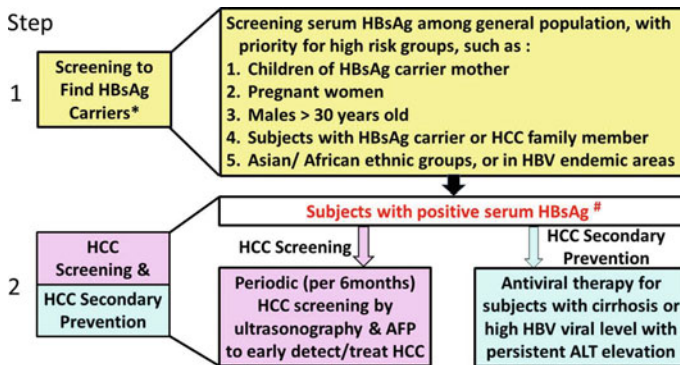 Step
1
Screening to
Find HBsAg
Carriers*
Screening serum HBsAg among general population, with
priority for high risk groups, such as :
1. Children of HBsAg carrier mother
2. Pregnant women
3. Males > 30 years old
4. Subjects with HBsAg carrier or HCC family member
5. Asian/ African ethnic groups, or in HBV endemic areas
Subjects with positive serum HBsAg #
2
HCC
Screening &
HCC Secondary
Prevention
HCC Screening
HCC Secondary
Prevention
Periodic (per 6months)
HCC screening by
ultrasonography & AFP
to early detect/treat HCC
Antiviral therapy for
subjects with cirrhosis or
high HBV viral level with
persistent ALT elevation